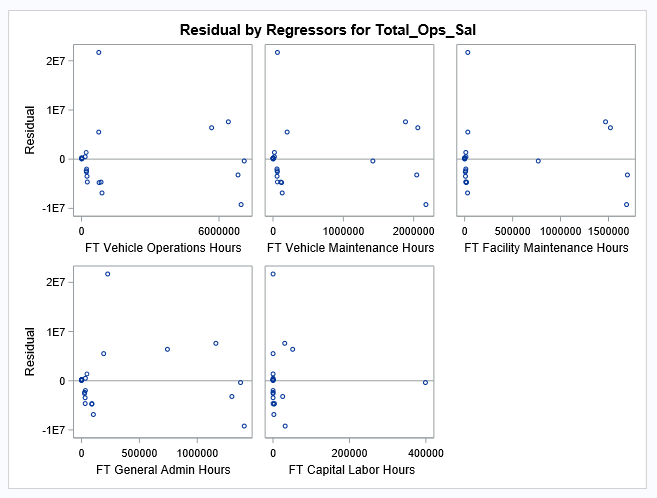 Residual by Regressors for Total_Ops_Sal
2E7
1E7
0
-1E7
Residual
0 6000000
FT Vehicle Operations Hours
0 1000000 2000000
FT Vehicle Maintenance Hours
0 500000 1000000 1500000
FT Facility Maintenance Hours
2E7
1E7
0
-1E7
Residual
0 500000 1000000
FT General Admin Hours
0 200000 400000
FT Capital Labor Hours